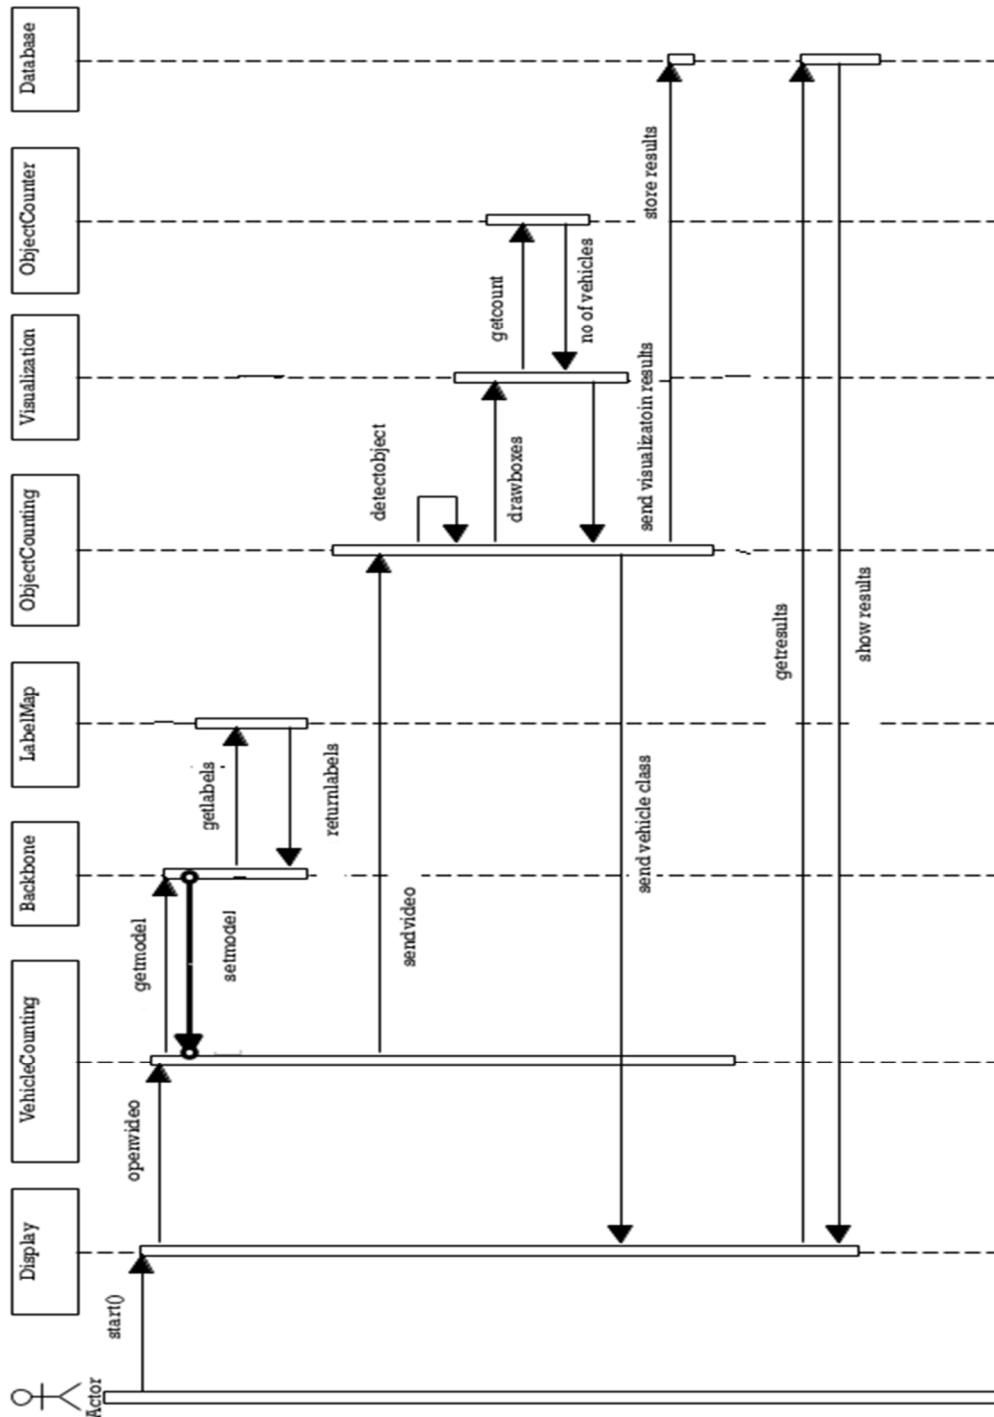 Actor
Display
VehicleCounting
Backbone
LabelMap
ObjectCounting
Visualization
ObjectCounter
Database
start()
openvideo
getmodel
setmodel
getlabels
returnlabels
sendvideo
detectobject
drawboxes
getcount
no of vehicles
send visualizatoin results
send vehicle class
store results
getresults
show results